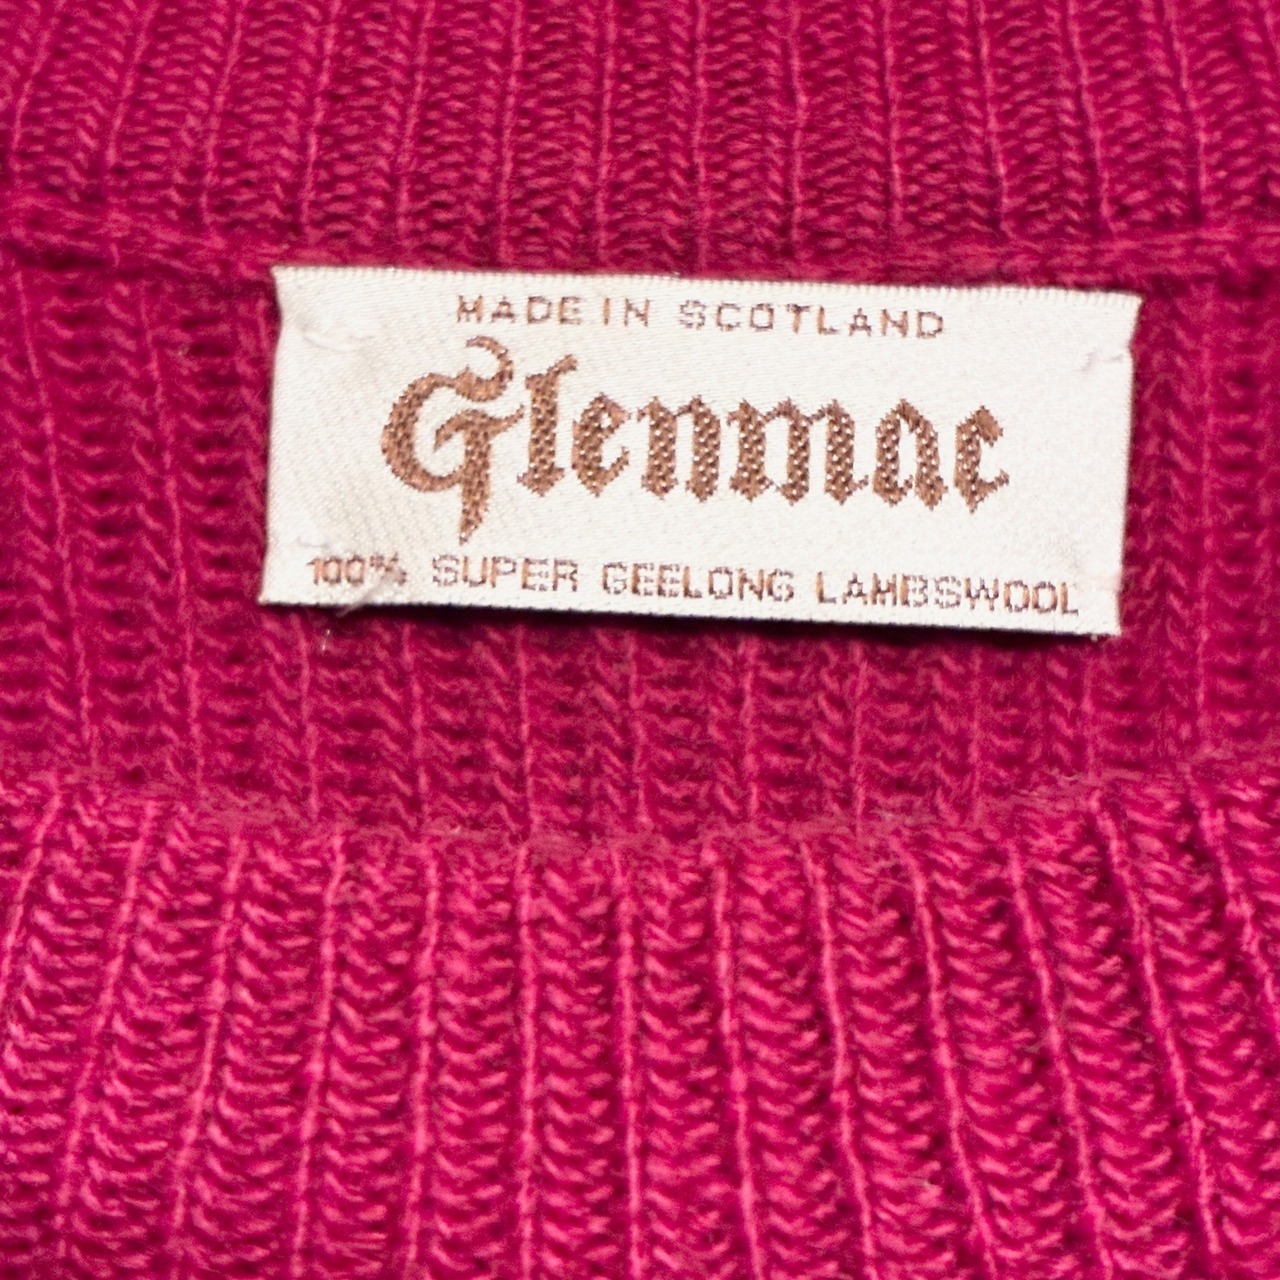 MADE IN SCOTLAND
Glenmac
100% SUPER GEELONG LAMBSWOOL